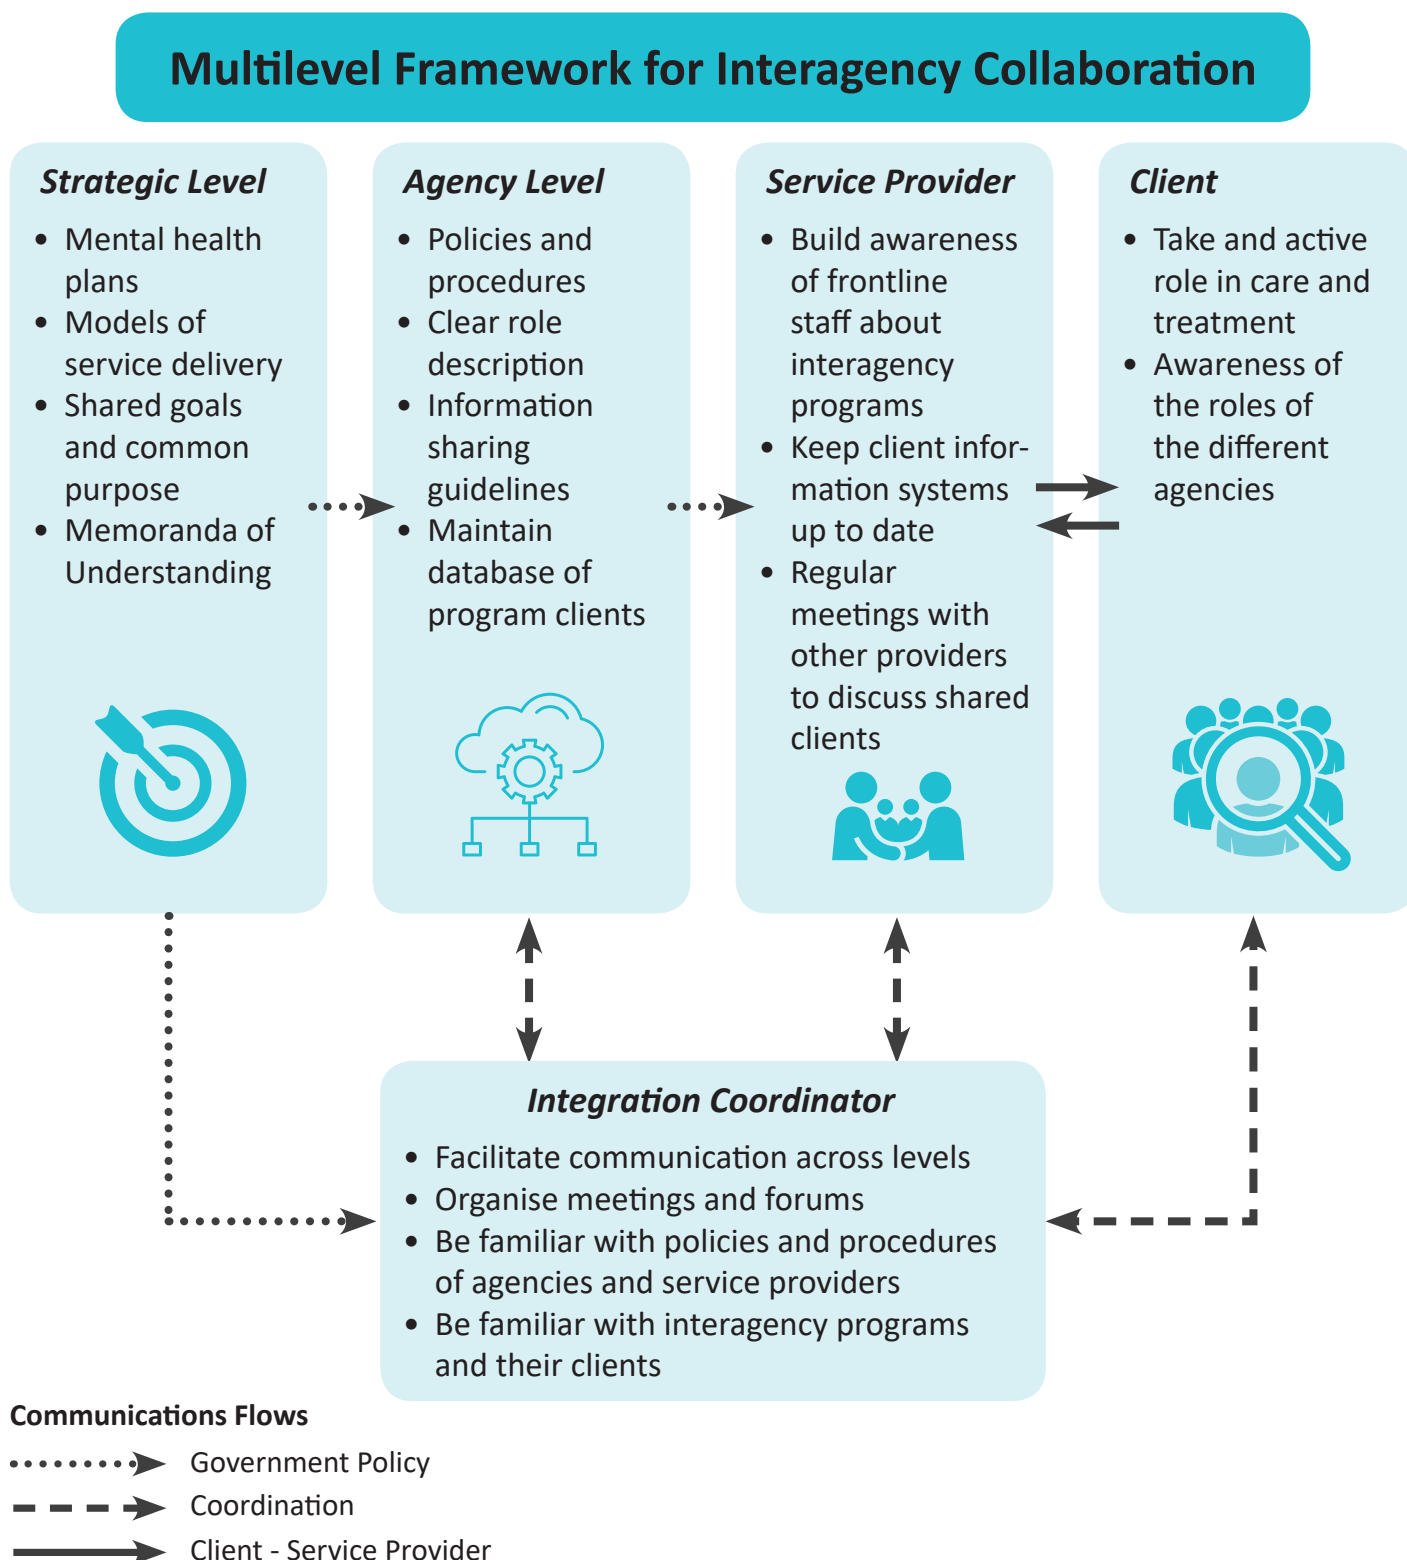 Multilevel Framework for Interagency Collaboration
Strategic Level
• Mental health
plans
• Models of
service delivery
• Shared goals
and common
purpose
• Memoranda of
Understanding
Agency Level
• Policies and
procedures
• Clear role
description
• Information
sharing
guidelines
• Maintain
database of
program clients
Service Provider
• Build awareness
of frontline
staff about
interagency
programs
• Keep client infor-
mation systems
up to date
• Regular
meetings with
other providers
to discuss shared
clients
Client
• Take and active
role in care and
treatment
• Awareness of
the roles of
the different
agencies
Integration Coordinator
• Facilitate communication across levels
• Organise meetings and forums
• Be familiar with policies and procedures
of agencies and service providers
• Be familiar with interagency programs
and their clients
Communications Flows
Government Policy
Coordination
Client - Service Provider